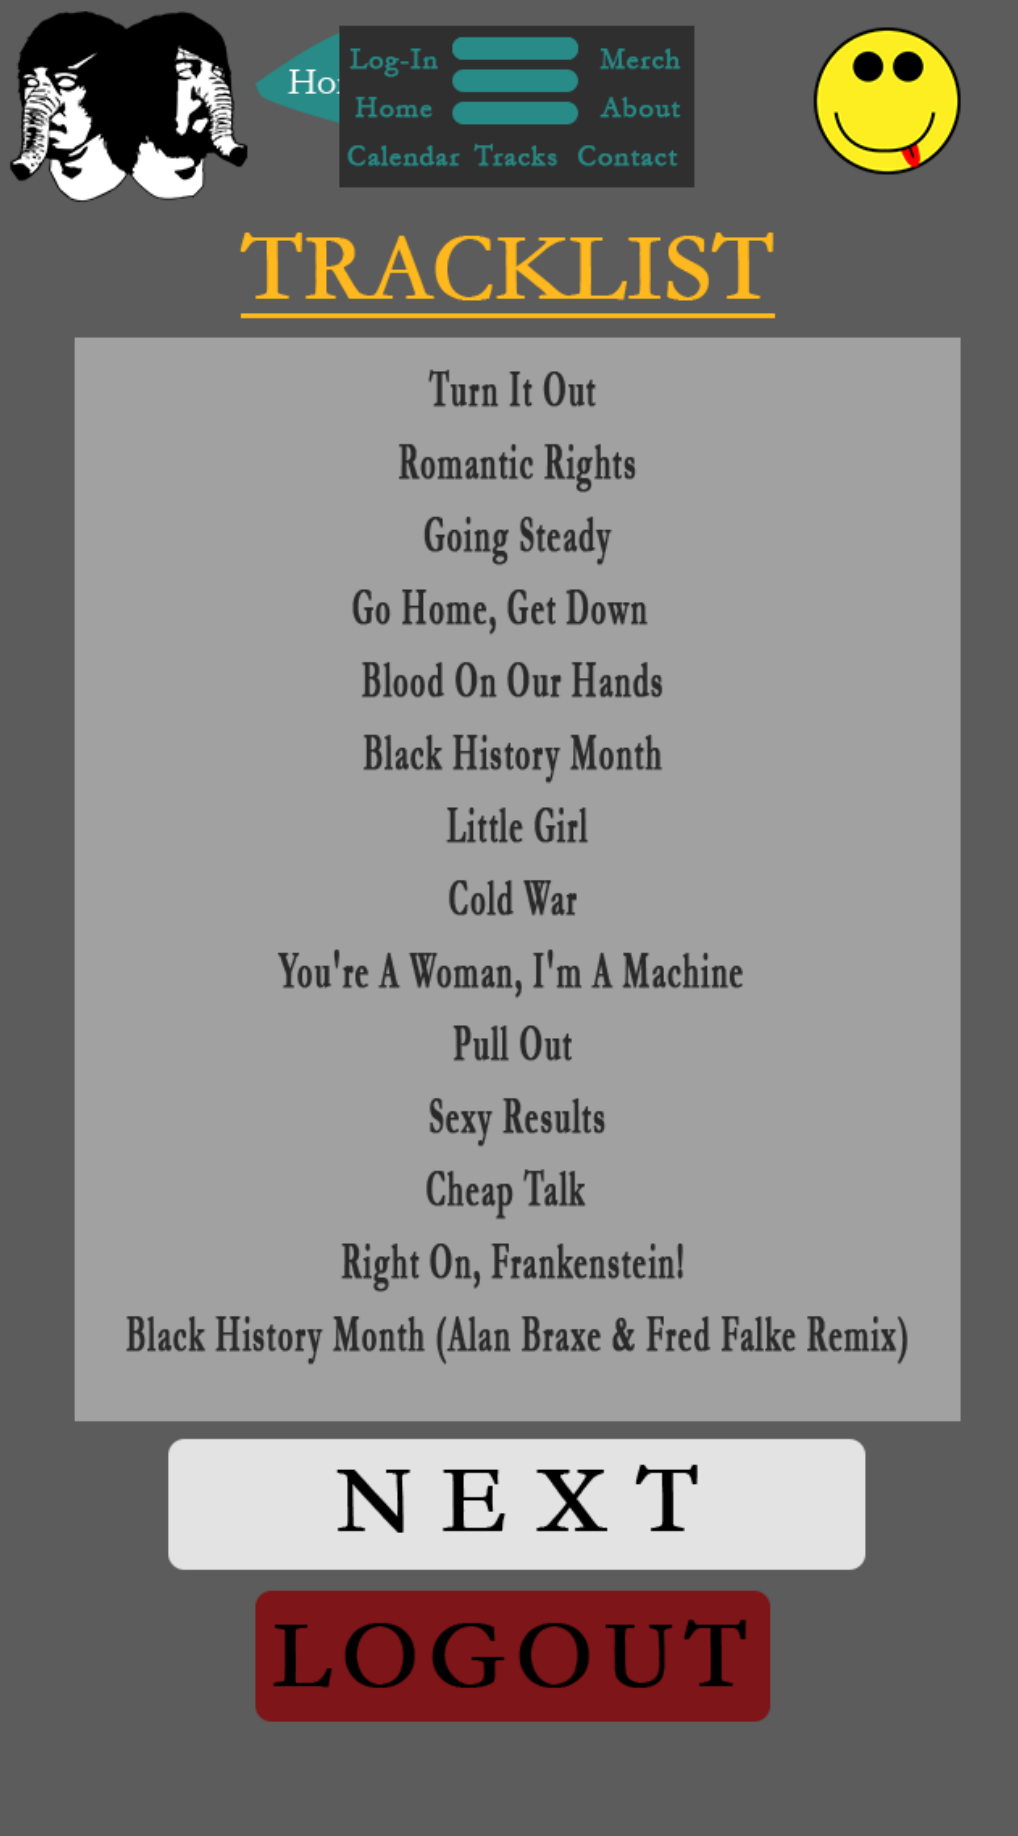 Log-In
Merch
Home
About
Calendar Tracks Contact
TRACKLIST
Turn It Out
Romantic Rights
Going Steady
Go Home, Get Down
Blood On Our Hands
Black History Month
Little Girl
Cold War
You're A Woman, I'm A Machine
Pull Out
Sexy Results
Cheap Talk
Right On, Frankenstein!
Black History Month (Alan Braxe & Fred Falke Remix)
NEXT
LOGOUT